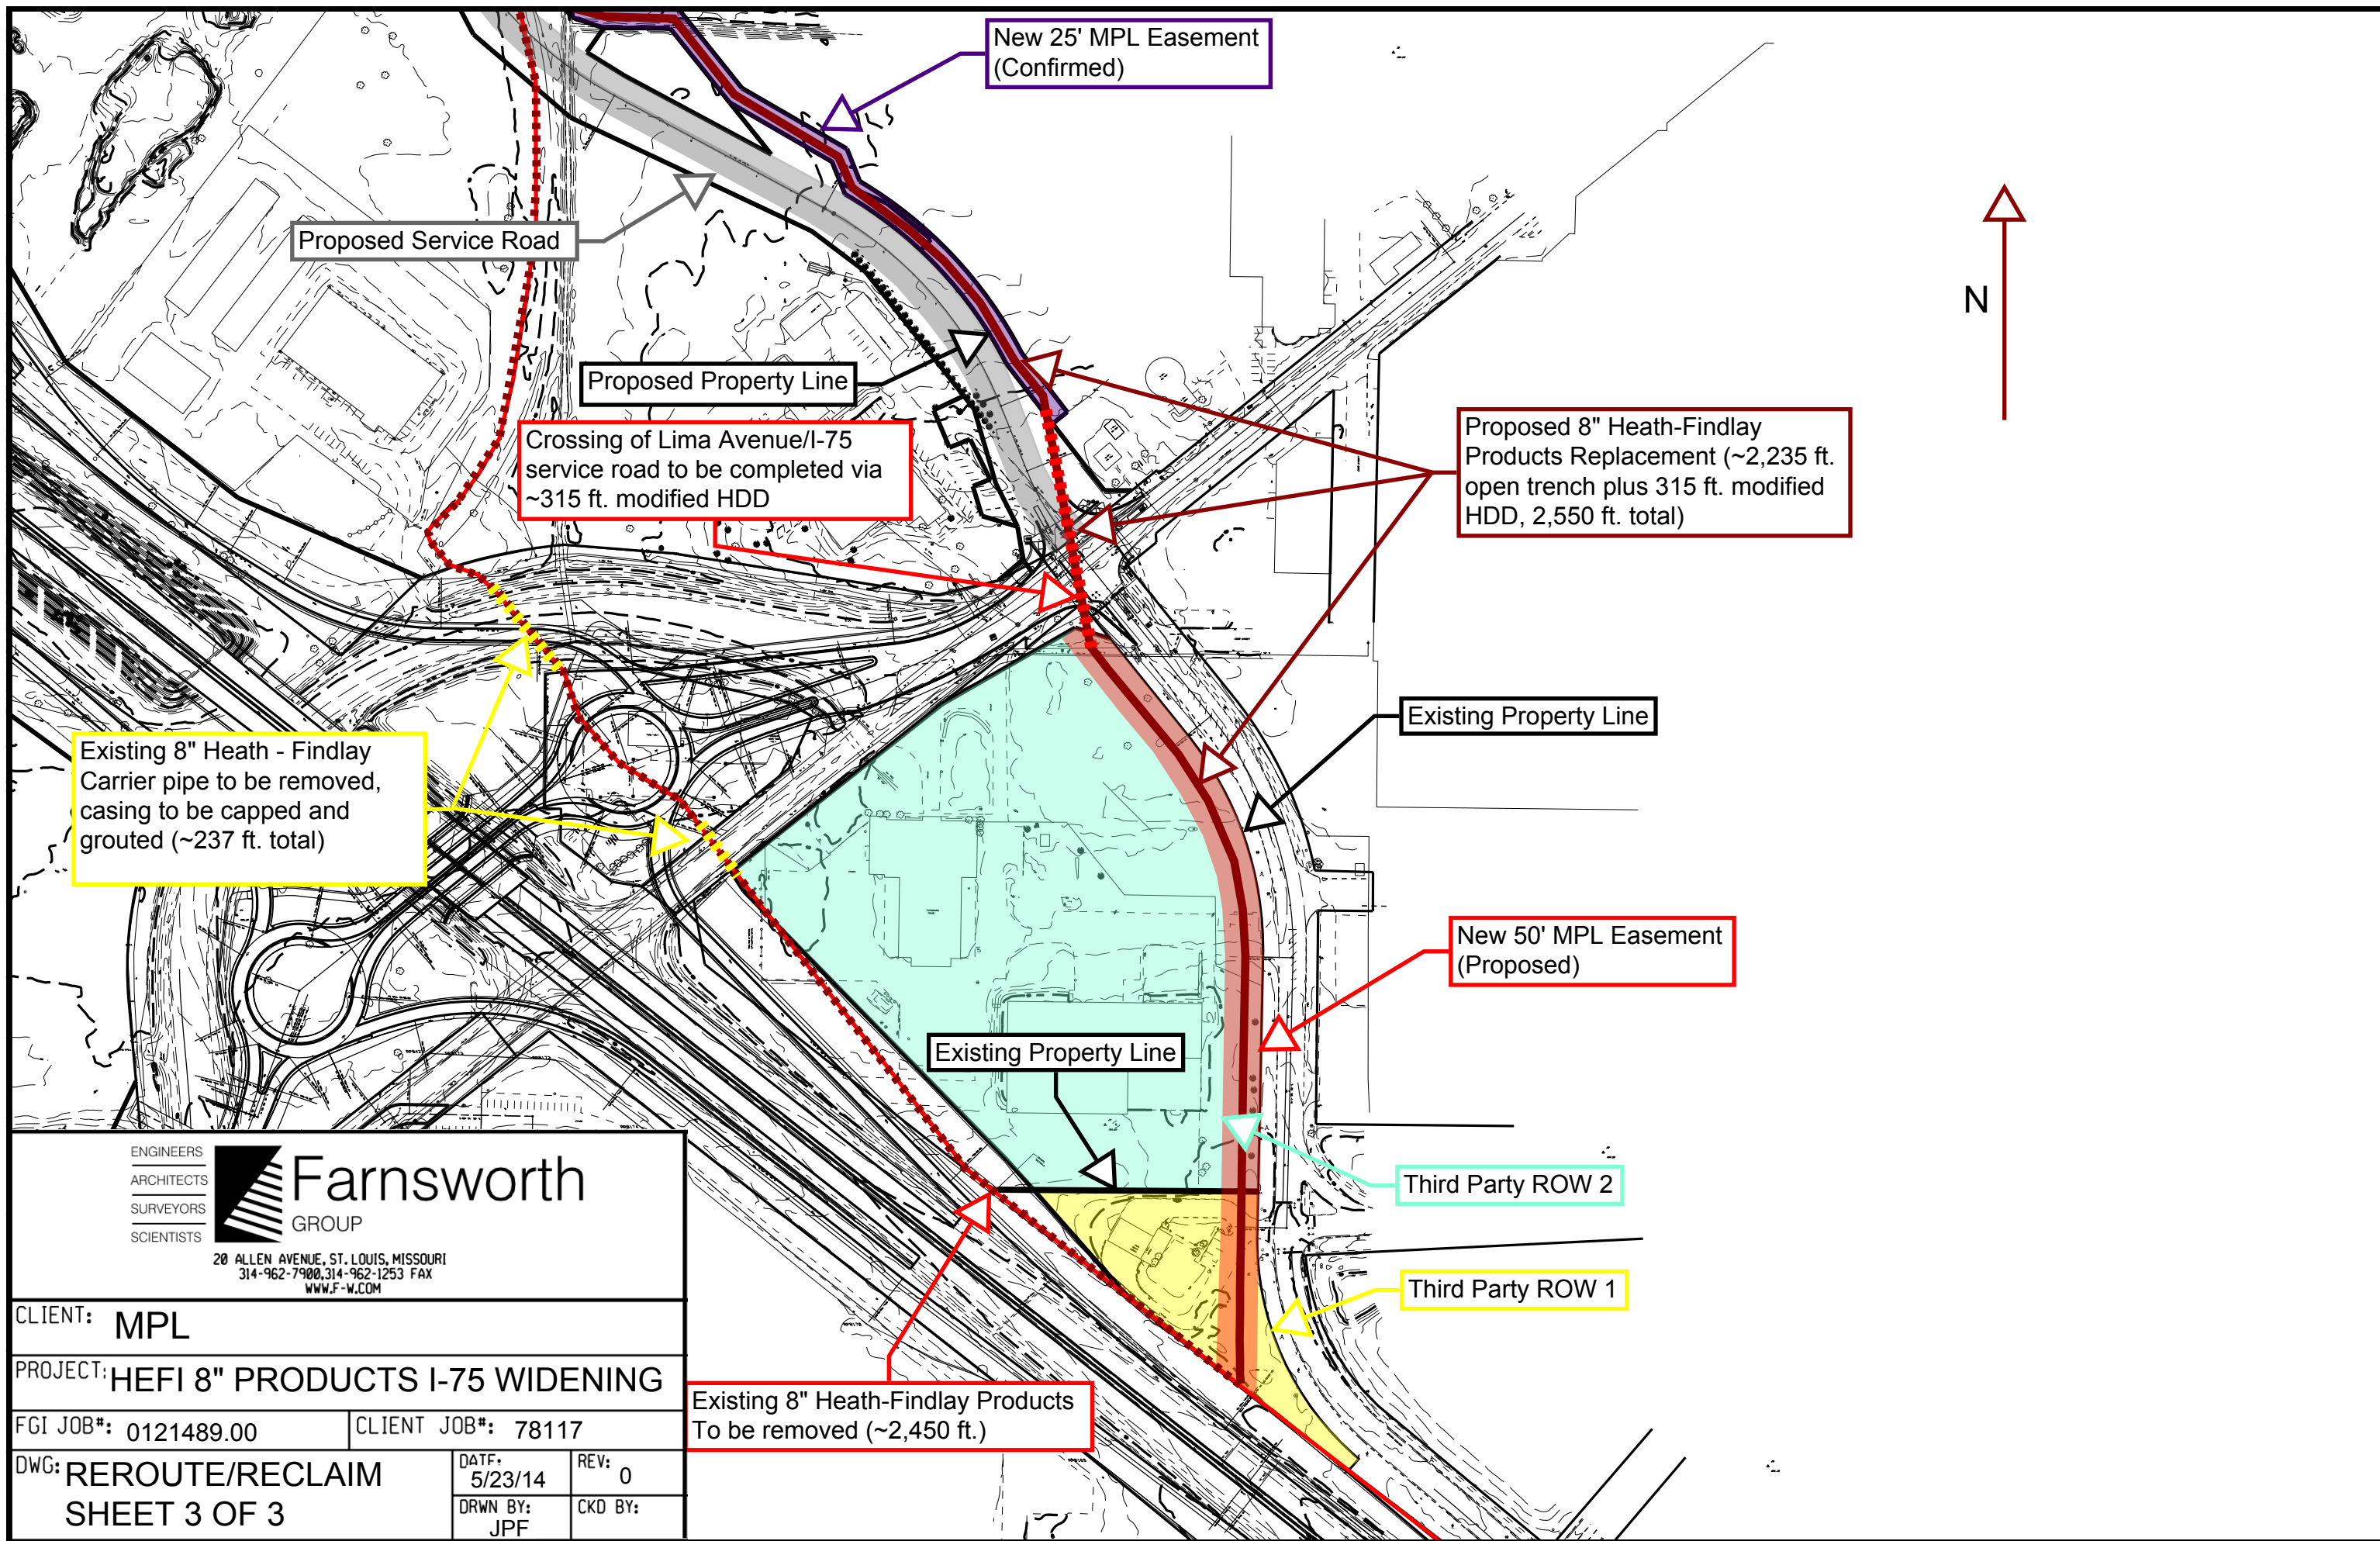 New 25' MPL Easement
(Confirmed)
Proposed Service Road
N
Proposed Property Line
Crossing of Lima Avenue/I-75
service road to be completed via
~315 ft. modified HDD
Proposed 8" Heath-Findlay
Products Replacement (~2,235 ft.
open trench plus 315 ft. modified
HDD, 2,550 ft. total)
Existing Property Line
Existing 8" Heath - Findlay
Carrier pipe to be removed,
casing to be capped and
grouted (~237 ft. total)
New 50' MPL Easement
(Proposed)
Existing Property Line
Third Party ROW 2
Third Party ROW 1
Existing 8" Heath-Findlay Products
To be removed (~2,450 ft.)
ENGINEERS
ARCHITECTS
SURVEYORS
SCIENTISTS
Farnsworth
GROUP
20 ALLEN AVENUE, ST. LOUIS, MISSOURI
314-962-7900,314-962-1253 FAX
WWW.F-W.COM
CLIENT: MPL
PROJECT: HEFI 8" PRODUCTS I-75 WIDENING
FGI JOB#: 0121489.00
CLIENT JOB#: 78117
DWG: REROUTE/RECLAIM
SHEET 3 OF 3
DATE:
5/23/14
REV: 0
DRWN BY:
JPF
CKD BY: